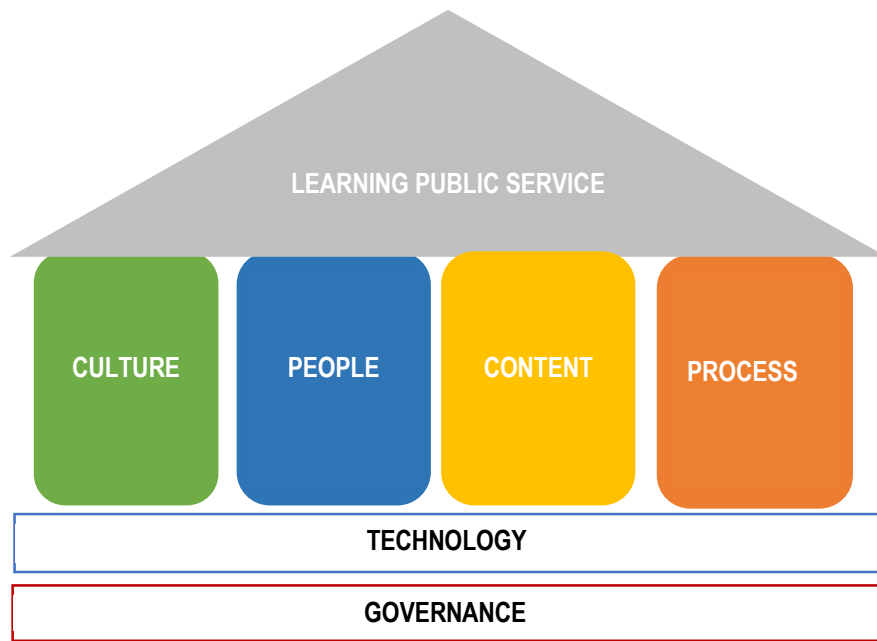 LEARNING PUBLIC SERVICE
CULTURE
PEOPLE
CONTENT
PROCESS
TECHNOLOGY
GOVERNANCE